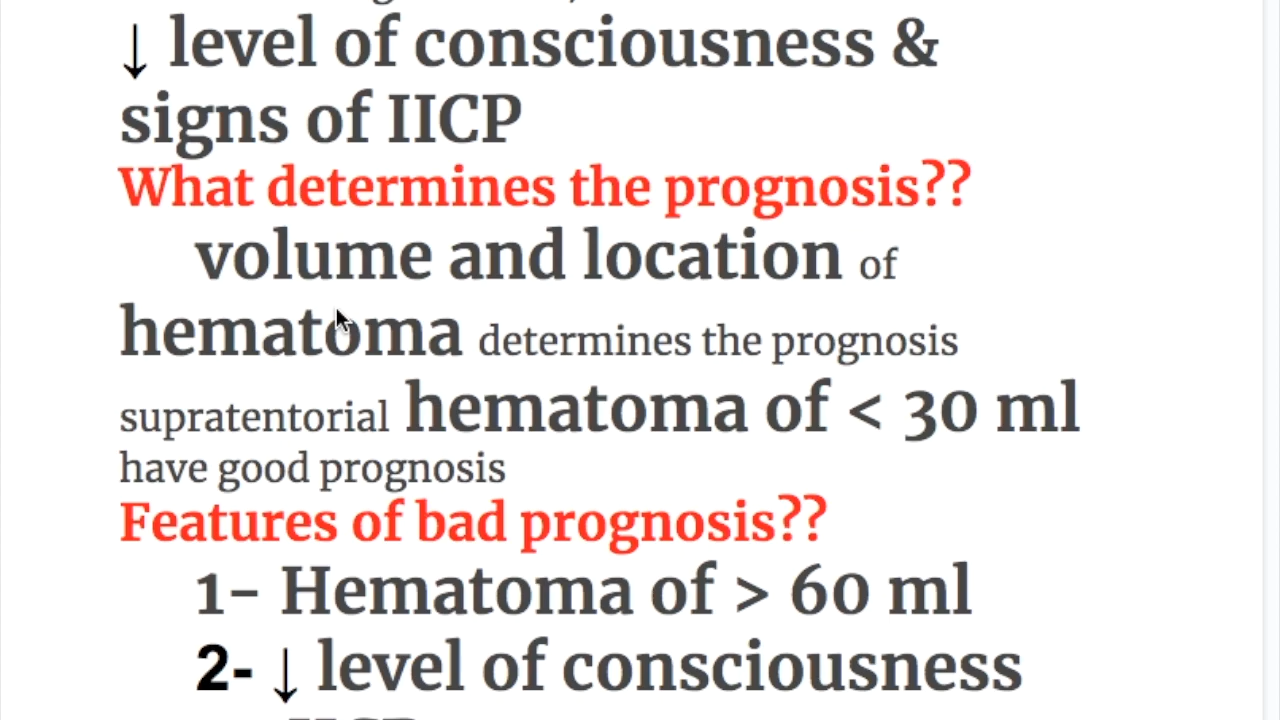 ↓ level of consciousness &
signs of IICP
What determines the prognosis??
volume and location of
hematoma determines the prognosis
supratentorial hematoma of < 30 ml
have good prognosis
Features of bad prognosis??
1- Hematoma of > 60 ml
2- ↓ level of consciousness